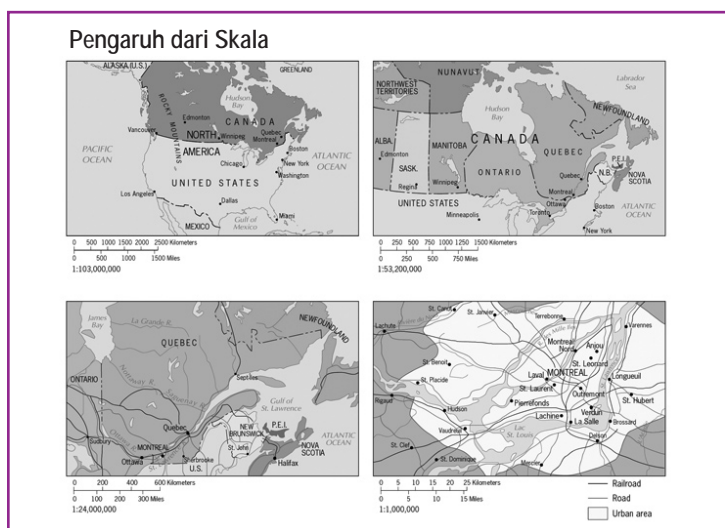 Pengaruh dari Skala
ALASKA (U.S.)
GREENLAND
Hudson
Bay
ROCKY MOUNTAINS
Edmonton
CANADA
Vancouver
NORTH
Winnipeg
Quebec
Montreal
AMERICA
Boston
PACIFIC
OCEAN
Chicago
New York
ATLANTIC
OCEAN
Washington
UNITED STATES
Los Angeles
Dallas
Gulf of
Mexico
Miami
MEXICO
0 500 1000 1500 2000 2500 Kilometers
0 500 1000 1500 Miles
1:103,000,000
NUNAVUT
NORTHWEST
TERRITORIES
Labrador
Sea
Hudson
Bay
NEWFOUNDLAND
ALBA.
CANADA
Edmonton
MANITOBA
QUEBEC
P.E.I.
SASK.
ONTARIO
N.B.
Quebec
NOVA
SCOTIA
Regina
Winnipeg
Montreal
Ottawa
UNITED STATES
Toronto
Boston
ATLANTIC
OCEAN
Minneapolis
New York
0 250 500 750 1000 1250 1500 Kilometers
0 250 500 750 Miles
1:53,200,000
James
Bay
La Grande R.
NEWFOUNDLAND
QUEBEC
Nottaway R.
ONTARIO
Septiles
Gulf of
St. Lawrence
Quebec
NEW
BRUNSWICK
P.E.I.
Sudbury
MONTREAL
St. John
NOVA
SCOTIA
ATLANTIC
OCEAN
Ottawa
Sherbrooke
U.S.
Halifax
0 200 400 600 Kilometers
0 100 200 300 Miles
1:24,000,000
St. Canut
St. Janvier
Terrebonne
Lachute
Varennes
Montreal
Nord
Anjou
St. Benoit
St. Leonard
Laval
MONTREAL
St. Placide
St. Laurent
Longueuil
Rigaud
Pierrefonds
Outremont
St. Hubert
Hudson
Lachine
Verdun
La Salle
Brossard
Vaudreuil
Lac
St. Louis
Delson
St. Clet
St. Dominique
Mercier
0 5 10 15 20 25 Kilometers
0 5 10 15 Miles
1:1,000,000
Railroad
Road
Urban area